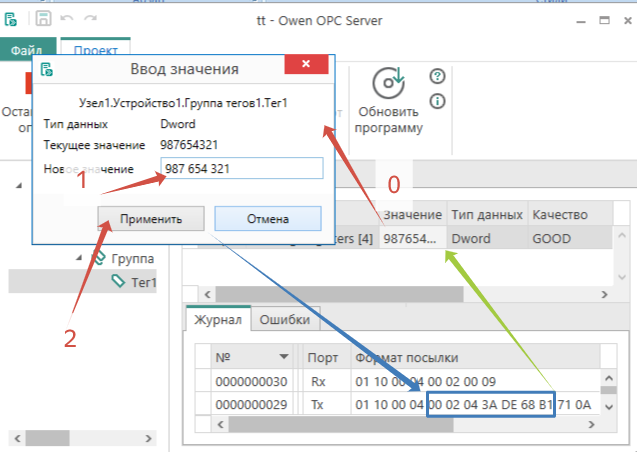 tt - Owen OPC Server
Файл
Проект
Ввод значения
Узел1.Устройство1.Группа тегов1.Тег1
Тип данных Dword
Текущее значение 987654321
Новое значение 987 654 321
Применить Отмена
Обновить
программу
0
1
2
Значение Тип данных Качество
[4] 987654... Dword GOOD
Группа
Тег1
Журнал Ошибки
№ Порт Формат посылки
0000000030 Rx 01 10 00 04 00 02 00 09
0000000029 Tx 01 10 00 04 00 02 04 3A DE 68 B1 71 0A